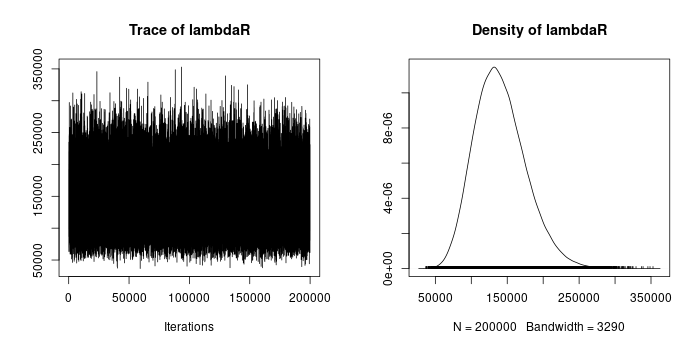 Trace of lambdaR
Density of lambdaR
350000
250000
150000
50000
0
50000
100000
150000
200000
Iterations
8e-06
4e-06
0e+00
50000
150000
250000
350000
N = 200000 Bandwidth = 3290